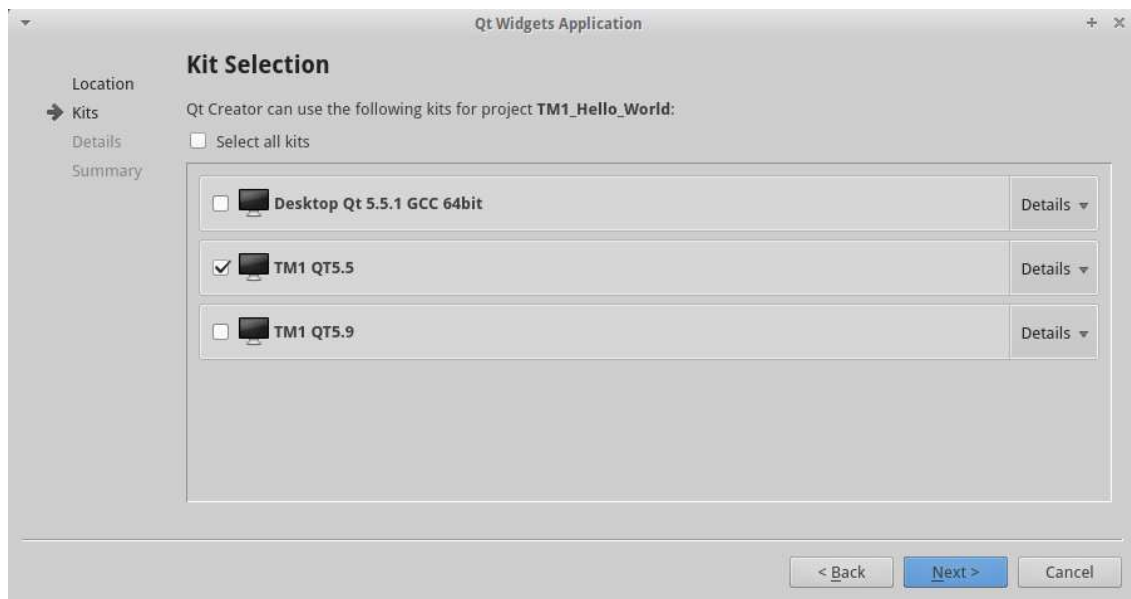 Qt Widgets Application
Location
Kits
Details
Summary
Kit Selection
Qt Creator can use the following kits for project TM1_Hello_World:
Select all kits
Desktop Qt 5.5.1 GCC 64bit Details
TM1 QT5.5 Details
TM1 QT5.9 Details
< Back Next > Cancel